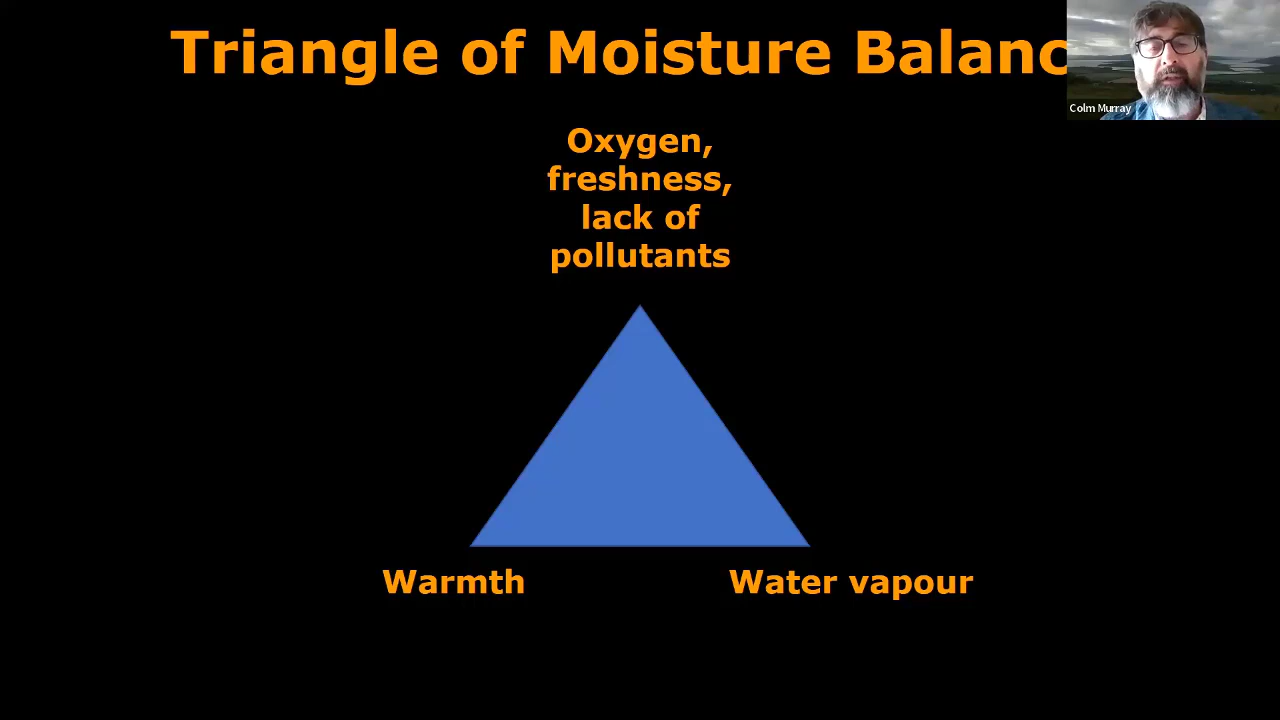 Triangle of Moisture Balanc
Colm Murray
Oxygen,
freshness,
lack of
pollutants
Warmth
Water vapour